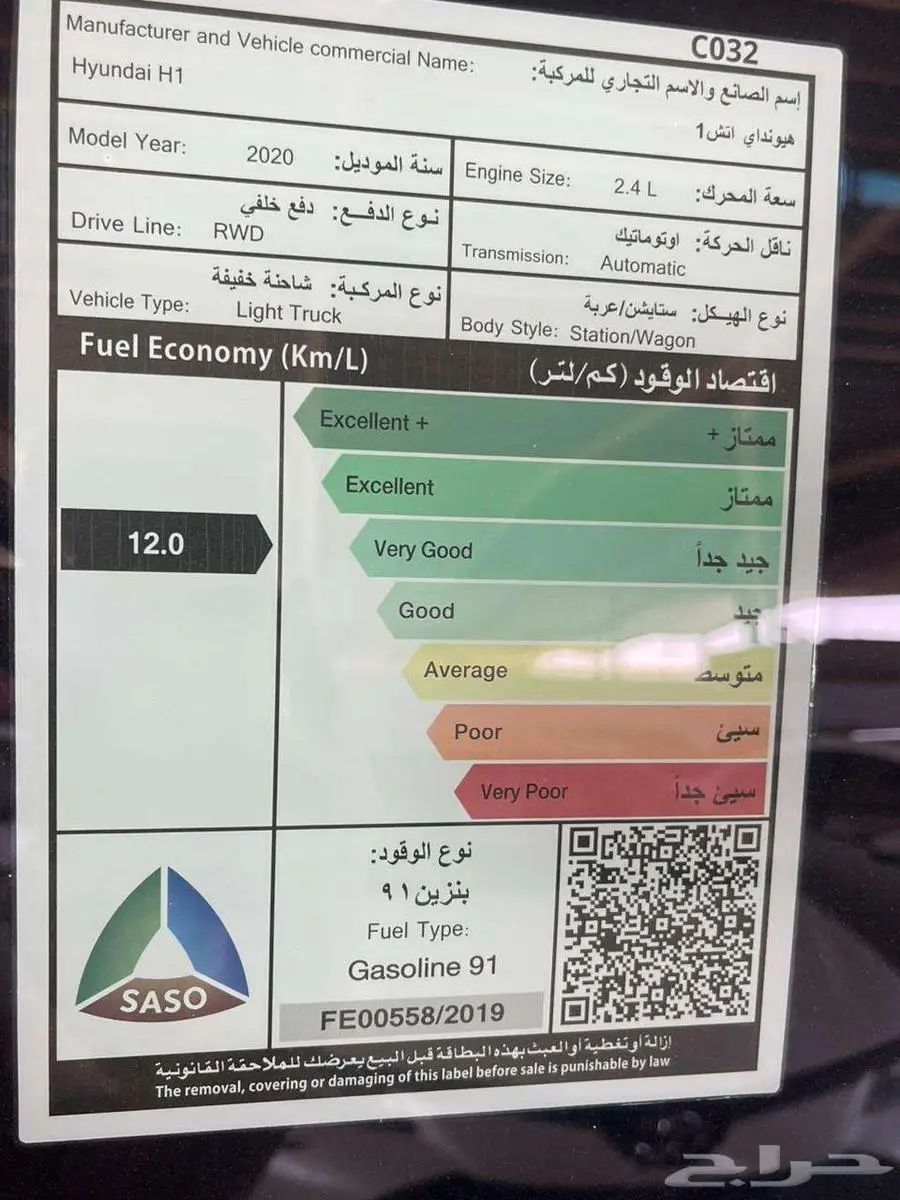 C032
Manufacturer and Vehicle commercial Name:
إسم الصانع والاسم التجاري للمركبة:
Hyundai H1
هيونداي اتش1
Model Year: 2020 سنة الموديل:
Engine Size: 2.4 L سعة المحرك:
نوع الدفـــع: دفع خلفي
Drive Line: RWD
ناقل الحركة: اوتوماتيك
Transmission: Automatic
نوع المركبة: شاحنة خفيفة
Vehicle Type: Light Truck
نوع الهيـكل: ستايشن/عربة
Body Style: Station/Wagon
Fuel Economy (Km/L) اقتصاد الوقود (كم/لتر)
Excellent + ممتاز +
Excellent ممتاز
12.0
Very Good جيد جداً
Good جيد
Average متوسط
Poor سيئ
Very Poor سيئ جداً
نوع الوقود:
بنزين ٩١
Fuel Type:
Gasoline 91
FE00558/2019
SASO
إزالة أو تغطية أو العبث بهذه البطاقة قبل البيع يعرضك للملاحقة القانونية
The removal, covering or damaging of this label before sale is punishable by law
حراج